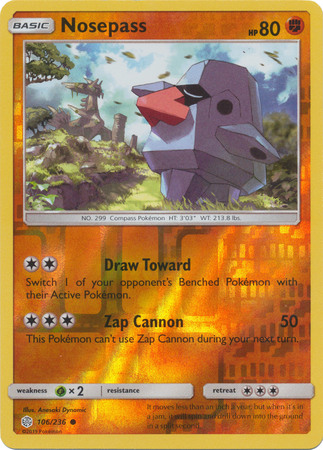 BASIC Nosepass HP 80
NO. 299 Compass Pokémon HT: 3'03" WT: 213.8 lbs.
Draw Toward
Switch 1 of your opponent's Benched Pokémon with
their Active Pokémon.
Zap Cannon 50
This Pokémon can't use Zap Cannon during your next turn.
weakness ×2 resistance retreat
Illus. Anesaki Dynamic
106/236
©2019 Pokémon
It moves less than an inch a year, but when it's in a
jam, it will spin and drill down into the ground
in a split second.